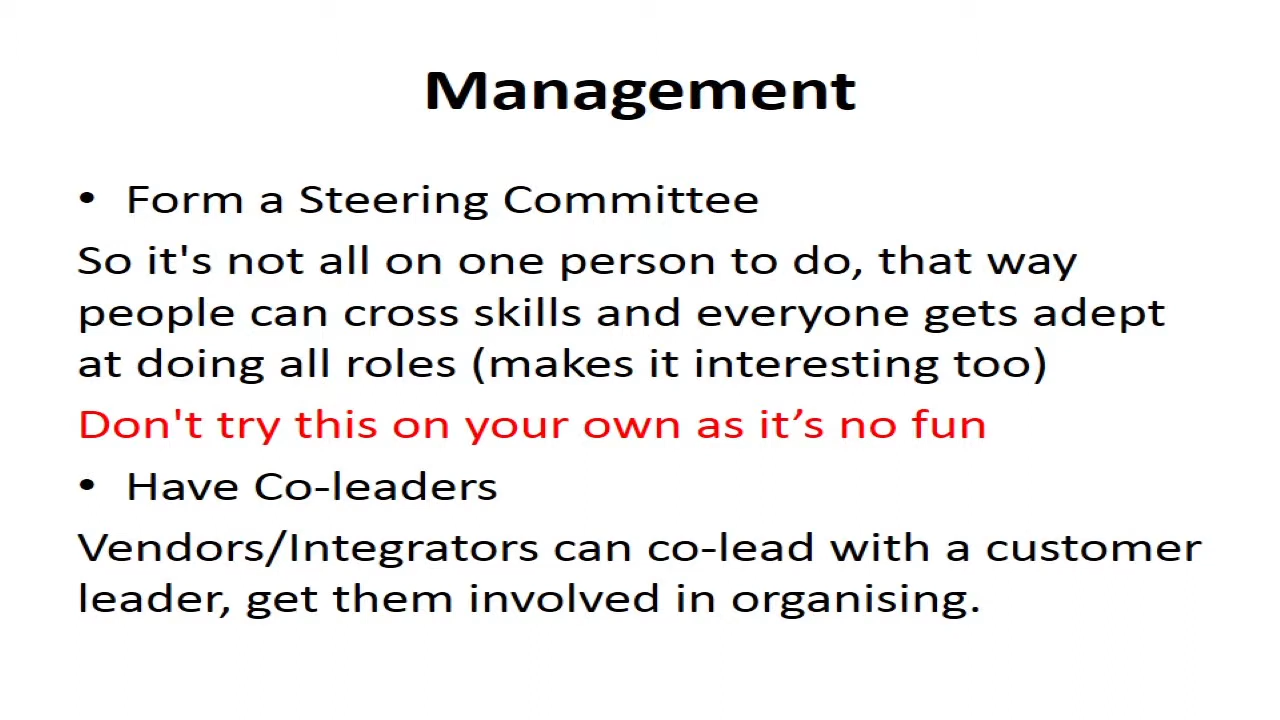 Management
• Form a Steering Committee
So it's not all on one person to do, that way
people can cross skills and everyone gets adept
at doing all roles (makes it interesting too)
Don't try this on your own as it’s no fun
• Have Co-leaders
Vendors/Integrators can co-lead with a customer
leader, get them involved in organising.